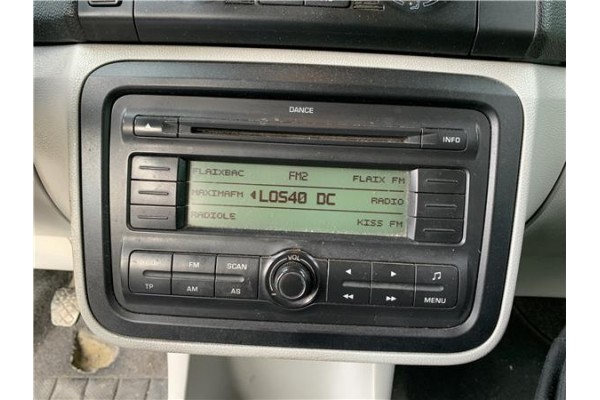 DANCE
INFO
FLAIXBAC FM2 FLAIX FM
MAXIMAFM LOS40 DC RADIO
RADIOLE KISS FM
FM SCAN VOL
TP AM AS MENU